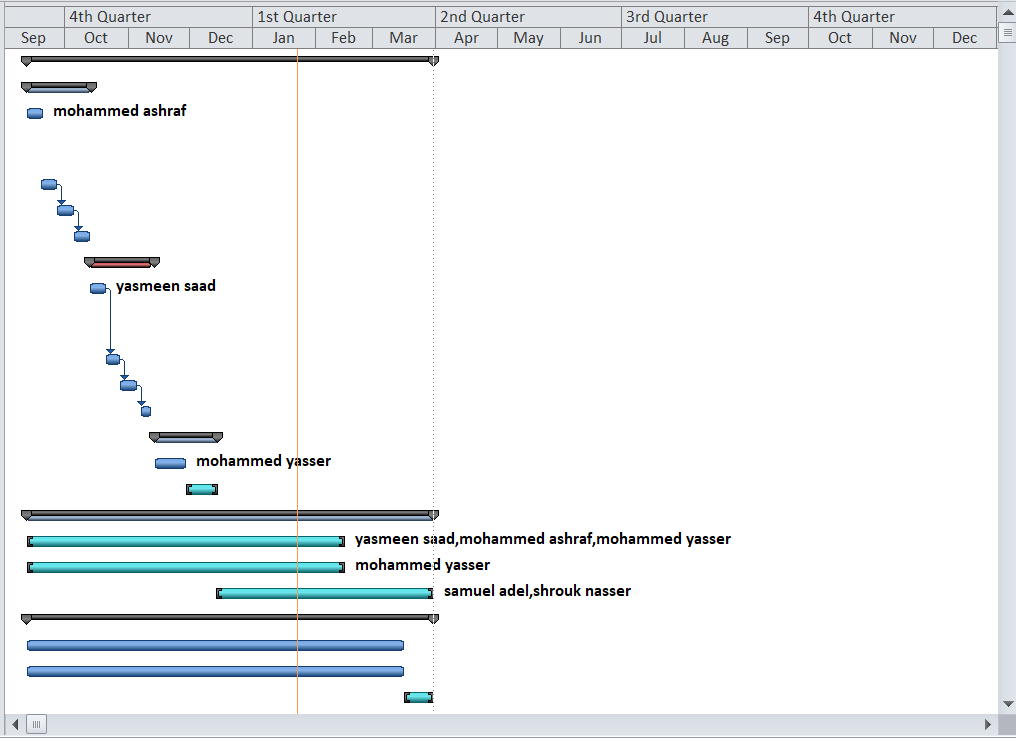 4th Quarter 1st Quarter 2nd Quarter 3rd Quarter 4th Quarter
Sep Oct Nov Dec Jan Feb Mar Apr May Jun Jul Aug Sep Oct Nov Dec
mohammed ashraf
yasmeen saad
mohammed yasser
yasmeen saad,mohammed ashraf,mohammed yasser
mohammed yasser
samuel adel,shrouk nasser